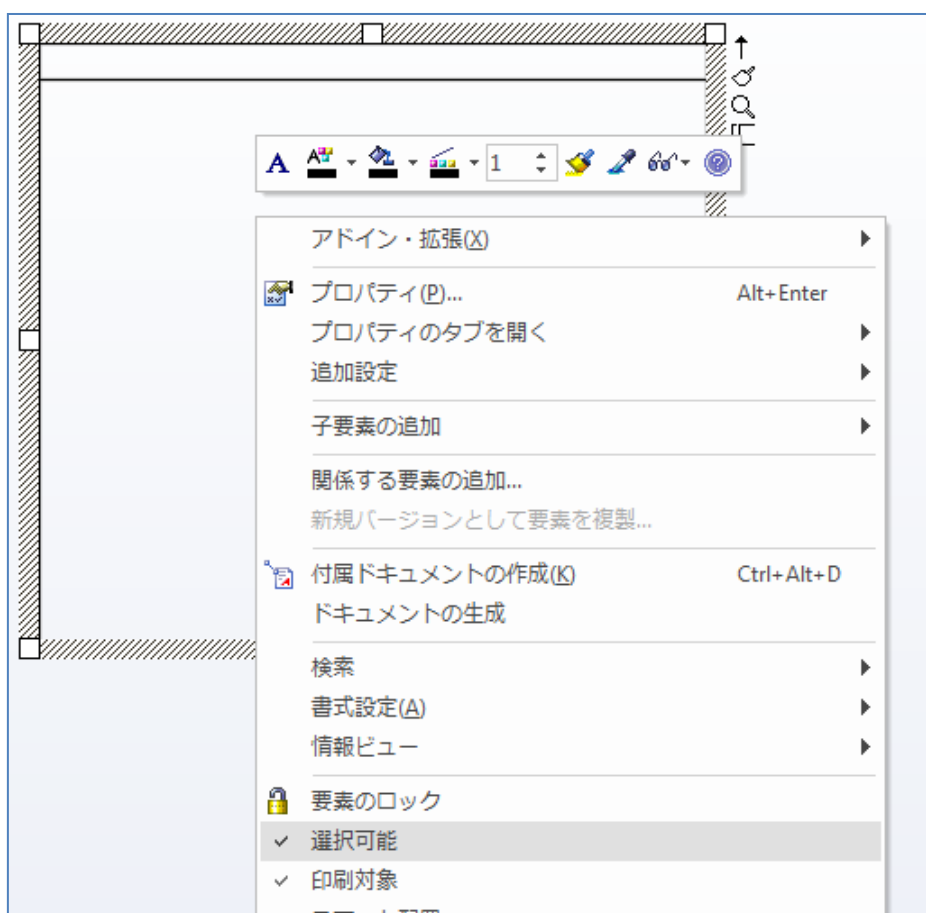 A A 1
アドイン・拡張(X)
プロパティ(P)... Alt+Enter
プロパティのタブを開く
追加設定
子要素の追加
関係する要素の追加...
新規バージョンとして要素を複製...
付属ドキュメントの作成(K) Ctrl+Alt+D
ドキュメントの生成
検索
書式設定(A)
情報ビュー
要素のロック
選択可能
印刷対象